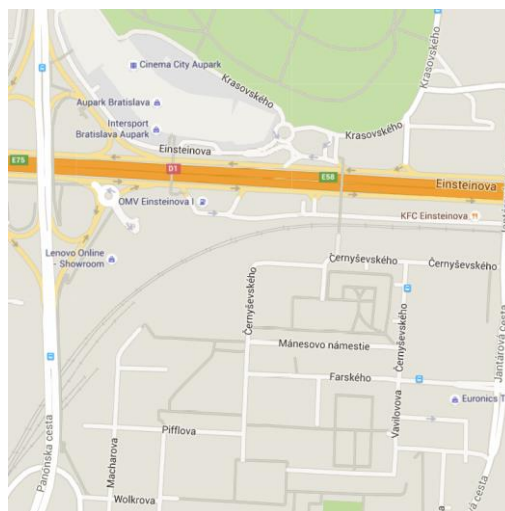 Cinema City Aupark
Krasovského
Krasovského
Aupark Bratislava
Intersport
Bratislava Aupark
Krasovského
Einsteinova
E75
D1
E58
Einsteinova
OMV Einsteinova I
KFC Einsteinova
Lenovo Online
- Showroom
Černyševského
Černyševského
Černyševského
Černyševského
Mánesovo námestie
Farského
Jantárová cesta
Euronics T
Vavilovova
Pifflova
Macharova
Panónska cesta
Wolkrova